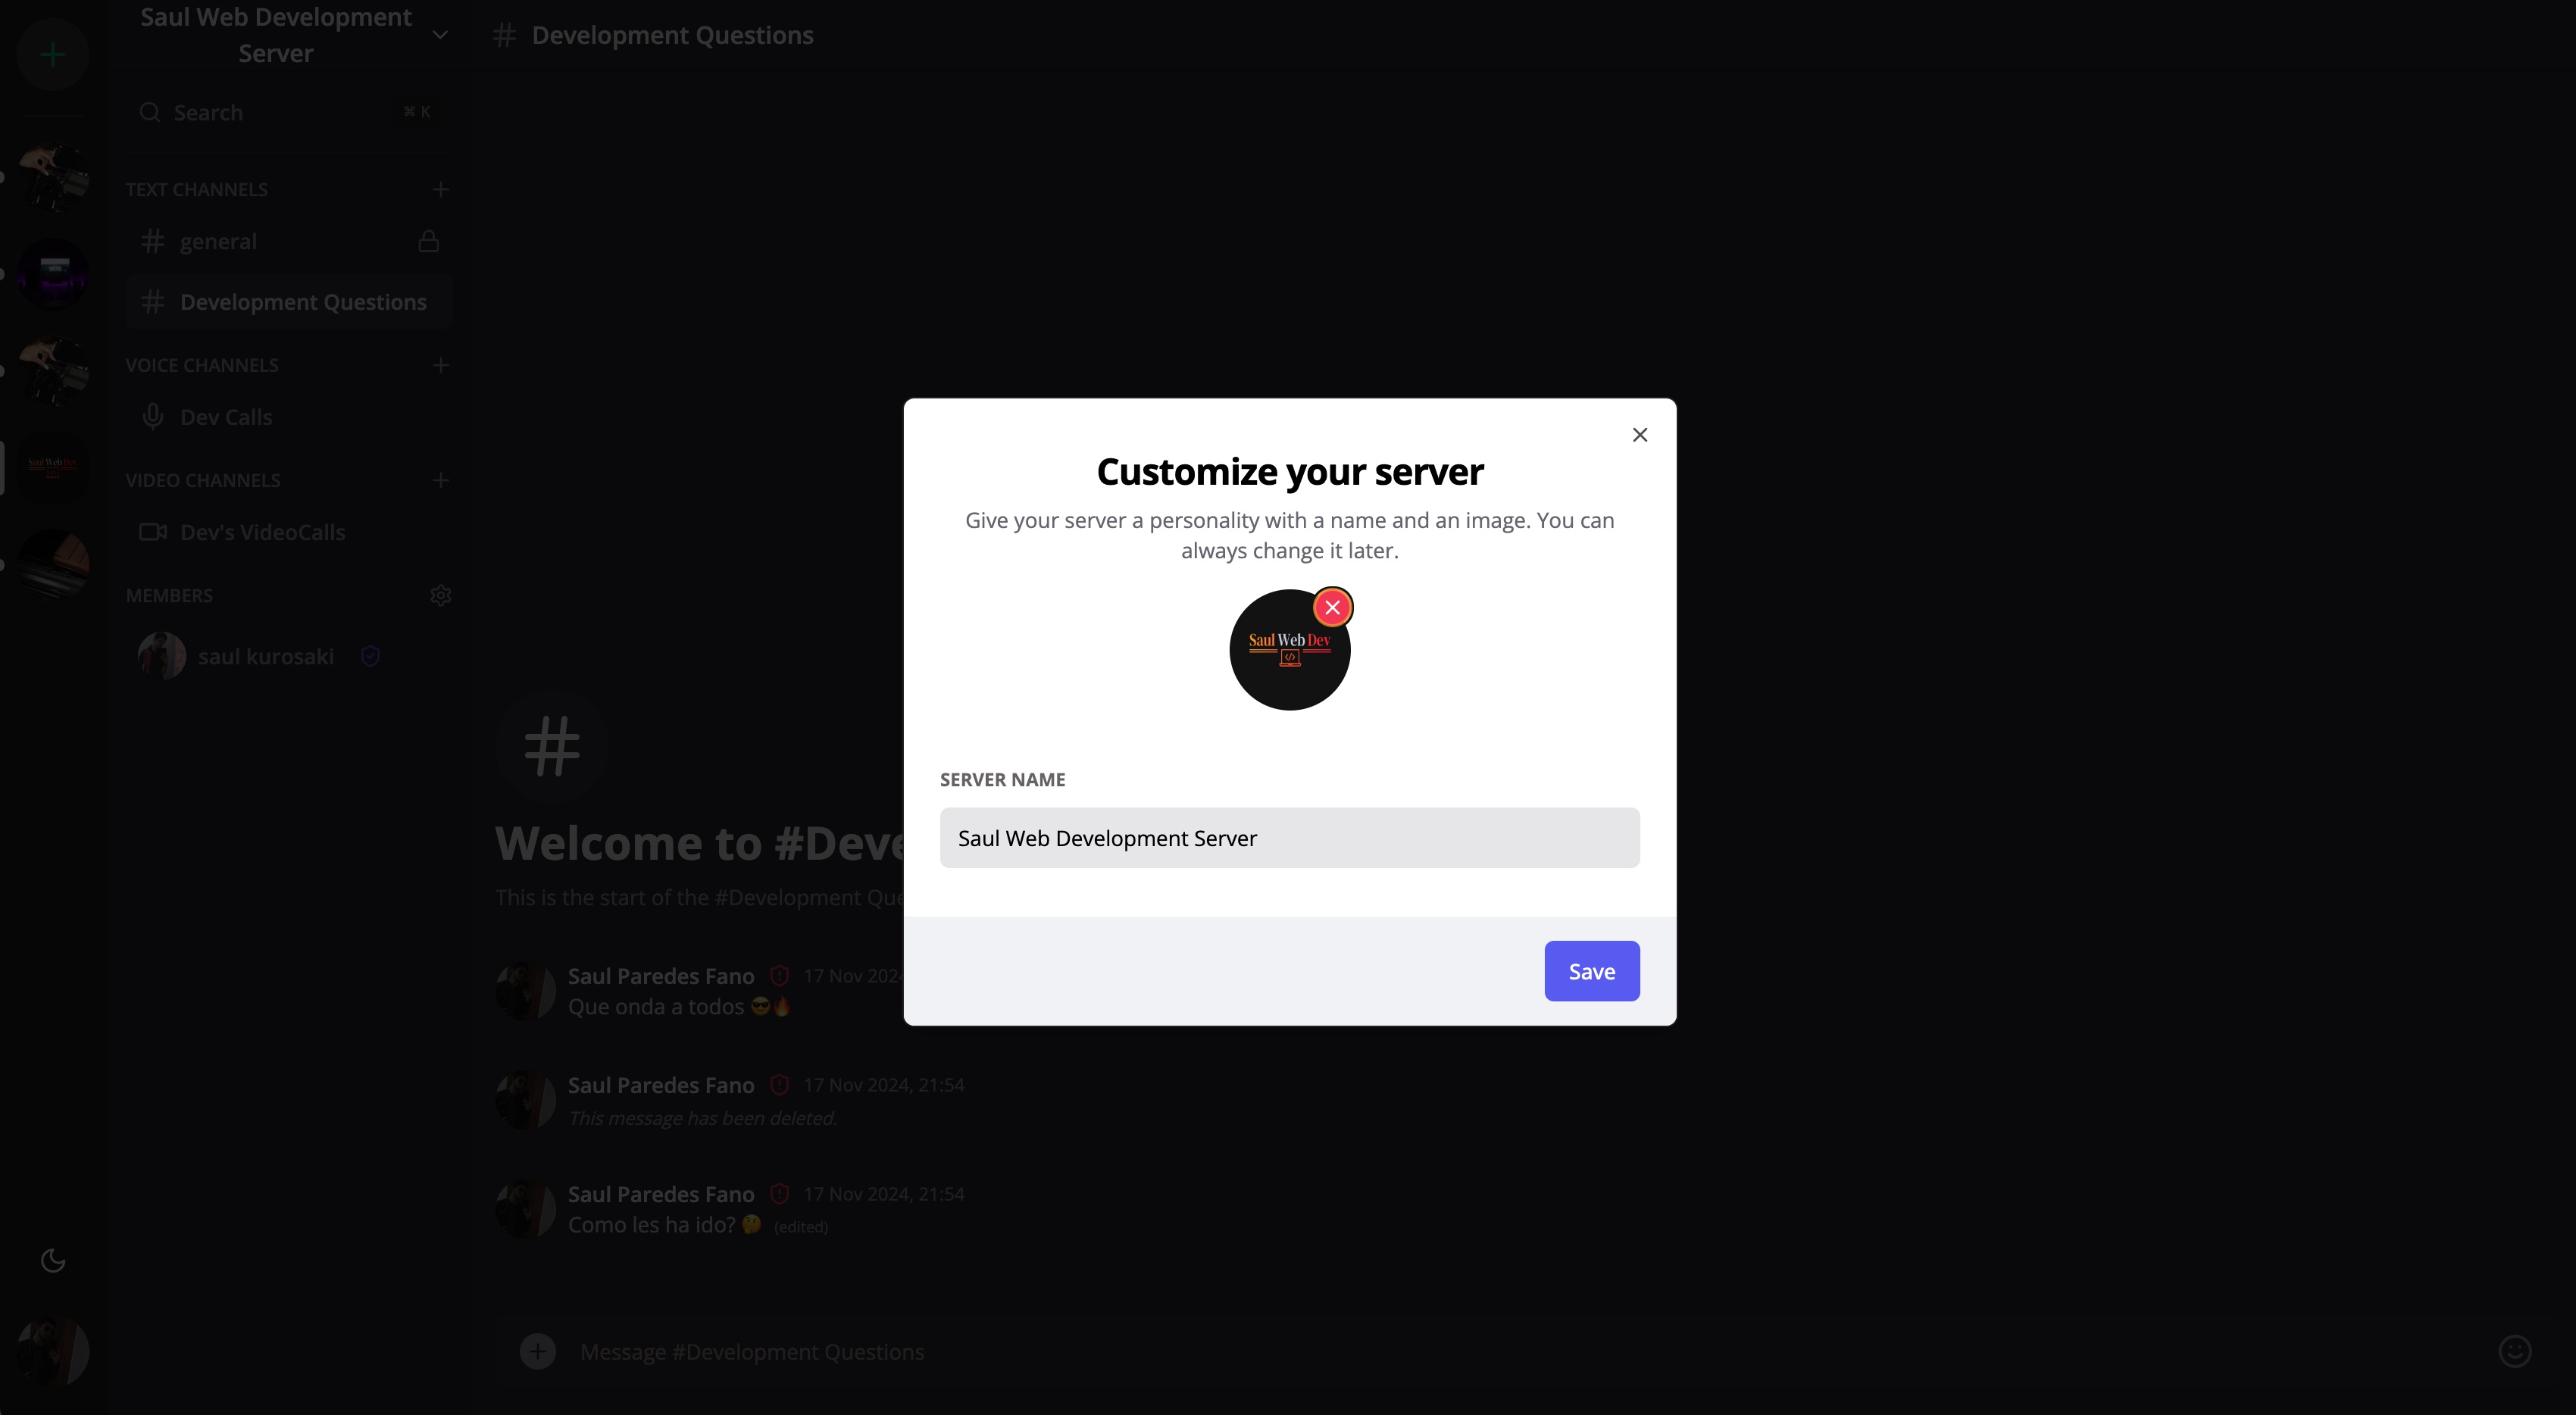 Saul Web Development
Server
Search
⌘ K
TEXT CHANNELS
general
Development Questions
VOICE CHANNELS
Dev Calls
VIDEO CHANNELS
Dev's VideoCalls
MEMBERS
saul kurosaki
Saul Web Dev
# Development Questions
Welcome to #Deve
This is the start of the #Development Que
Saul Paredes Fano 17 Nov 2024
Que onda a todos 😎🔥
Saul Paredes Fano 17 Nov 2024, 21:54
This message has been deleted.
Saul Paredes Fano 17 Nov 2024, 21:54
Como les ha ido? 🤔 (edited)
Message #Development Questions
Customize your server
Give your server a personality with a name and an image. You can
always change it later.
Saul Web Dev
</>
SERVER NAME
Saul Web Development Server
Save